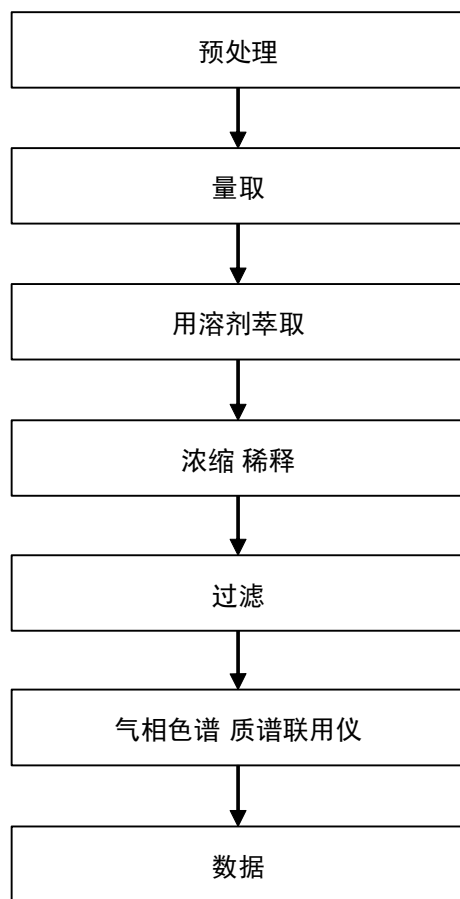 预处理
量取
用溶剂萃取
浓缩 稀释
过滤
气相色谱 质谱联用仪
数据